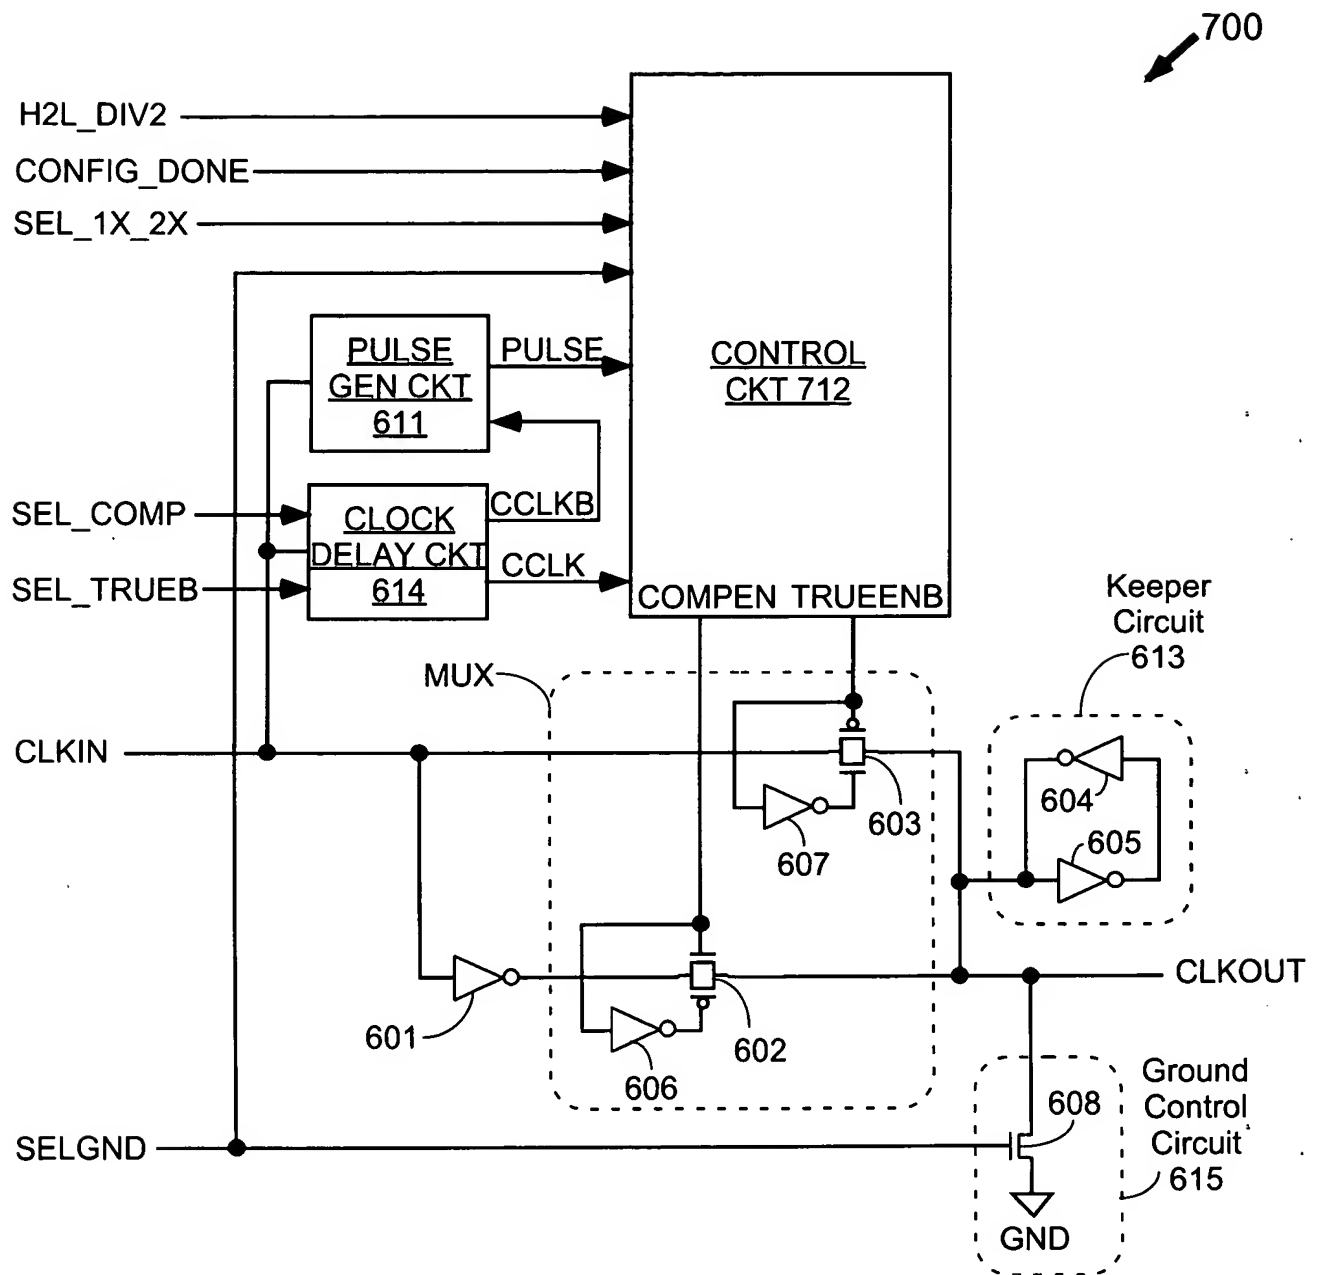 700
H2L_DIV2
CONFIG_DONE
SEL_1X_2X
PULSE
GEN CKT
611
PULSE
CONTROL
CKT 712
SEL_COMP
CLOCK
DELAY CKT
614
CCLKB
CCLK
SEL_TRUEB
COMPEN TRUEENB
Keeper
Circuit
613
MUX
CLKIN
604
603
605
607
CLKOUT
601
602
606
Ground
Control
Circuit
615
608
SELGND
GND